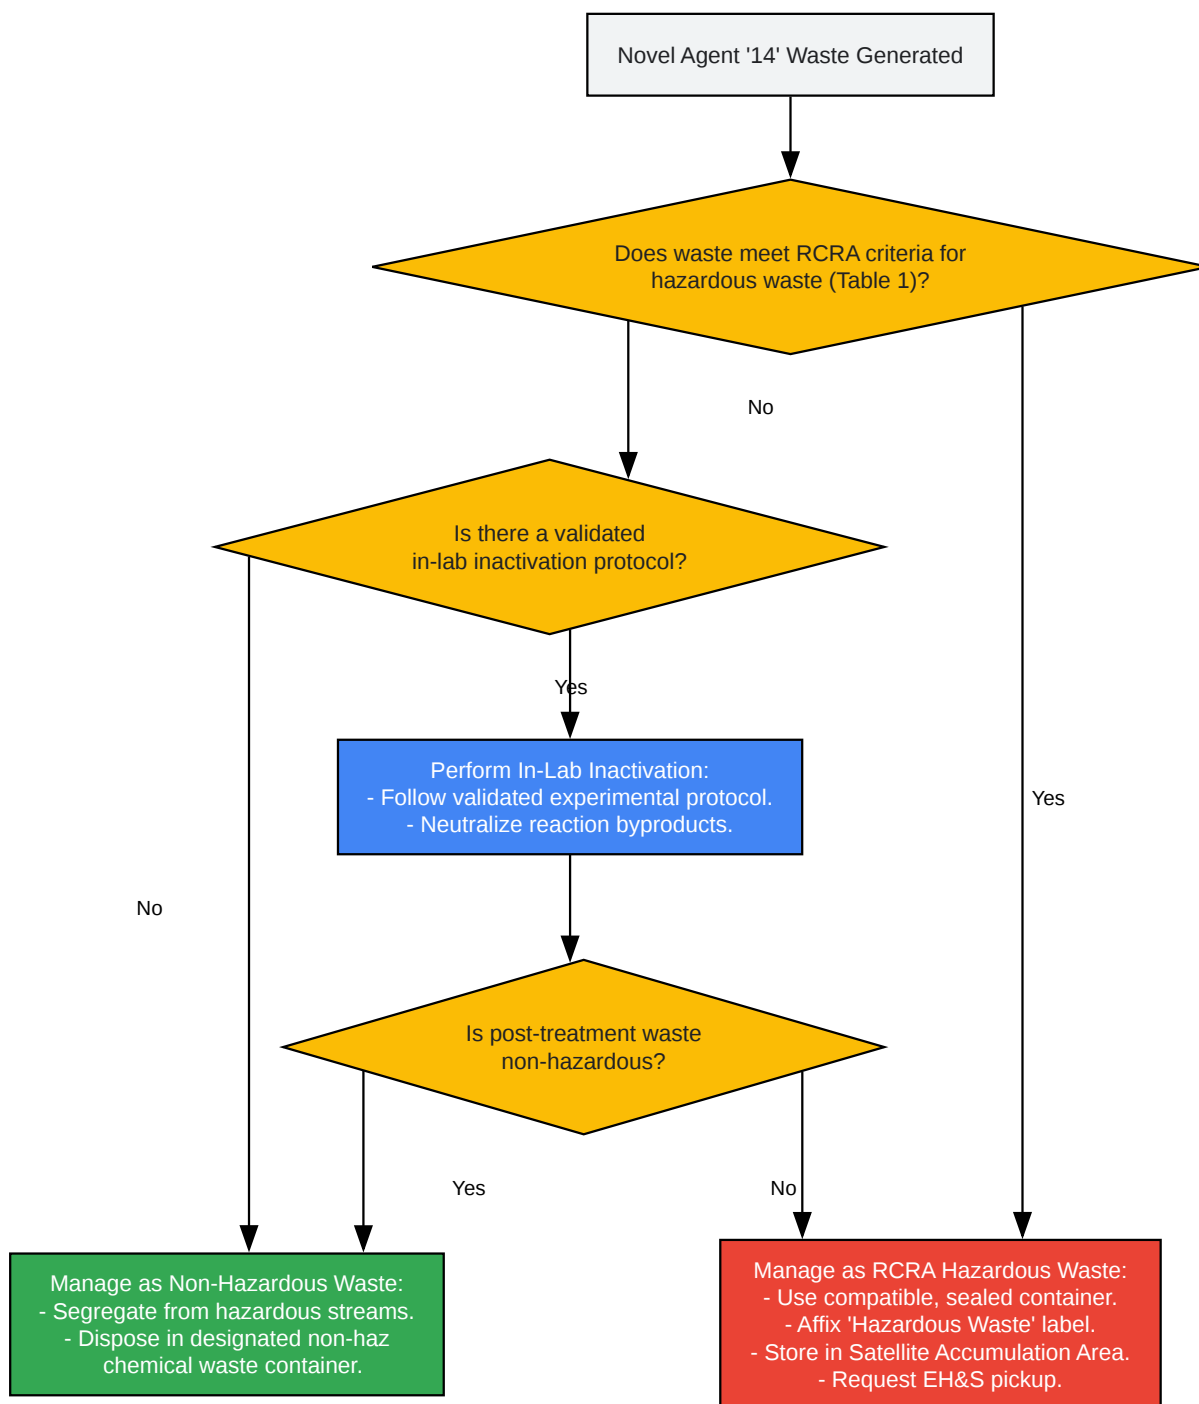 Novel Agent '14' Waste Generated
Does waste meet RCRA criteria for
hazardous waste (Table 1)?
No
Is there a validated
in-lab inactivation protocol?
Yes
Perform In-Lab Inactivation:
- Follow validated experimental protocol.
- Neutralize reaction byproducts.
Yes
No
Is post-treatment waste
non-hazardous?
Yes
No
Manage as Non-Hazardous Waste:
- Segregate from hazardous streams.
- Dispose in designated non-haz
chemical waste container.
Manage as RCRA Hazardous Waste:
- Use compatible, sealed container.
- Affix 'Hazardous Waste' label.
- Store in Satellite Accumulation Area.
- Request EH&S pickup.